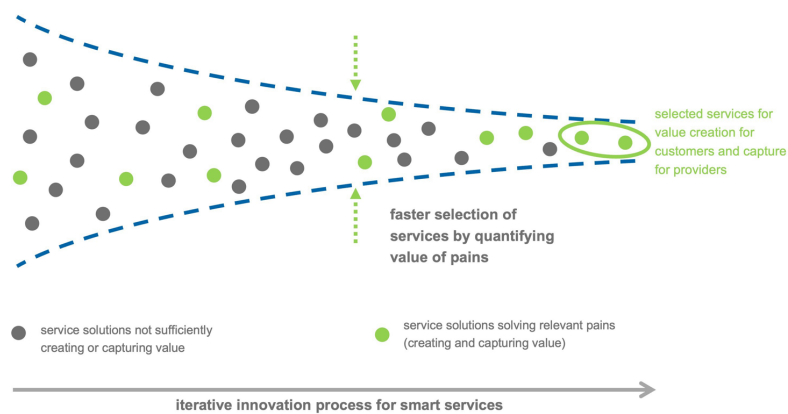 selected services for
value creation for
customers and capture
for providers
faster selection of
services by quantifying
value of pains
service solutions not sufficiently
creating or capturing value
service solutions solving relevant pains
(creating and capturing value)
iterative innovation process for smart services